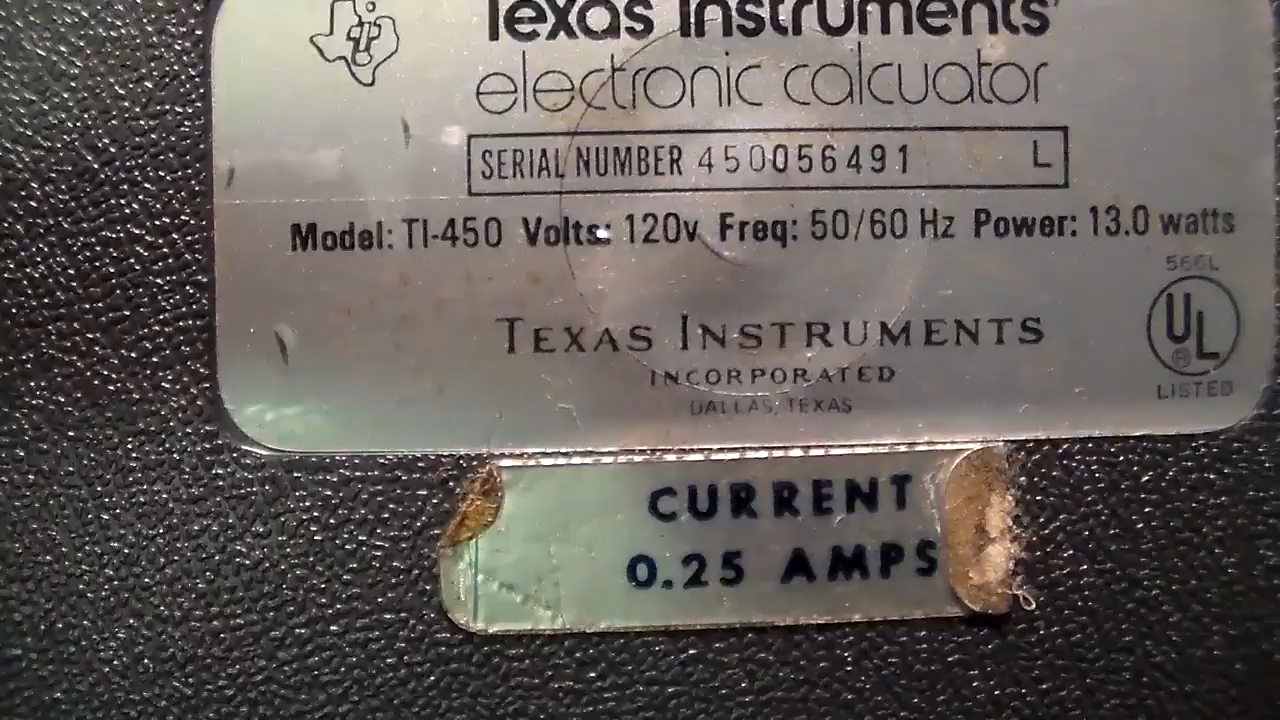 Texas Instruments
electronic calcuator
SERIAL NUMBER 450056491 L
Model: TI-450 Volts: 120v Freq: 50/60 Hz Power: 13.0 watts
566L
UL
®
LISTED
TEXAS INSTRUMENTS
INCORPORATED
DALLAS, TEXAS
CURRENT
0.25 AMPS